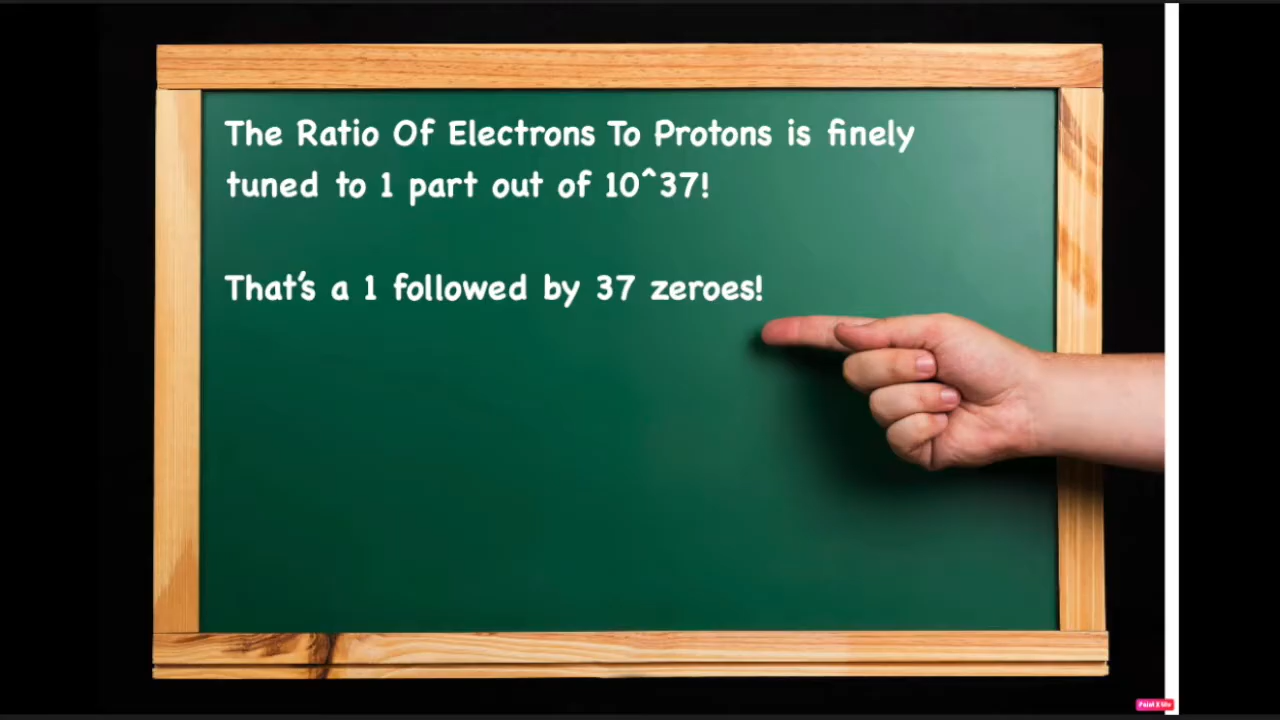 The Ratio Of Electrons To Protons is finely
tuned to 1 part out of 10^37!
That's a 1 followed by 37 zeroes!